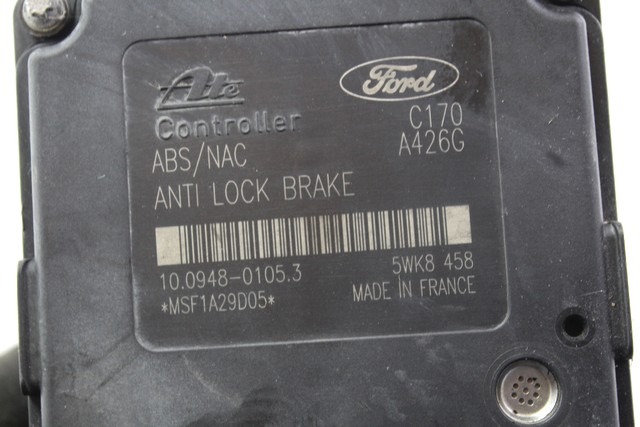 Ate Ford
Controller C170
ABS/NAC A426G
ANTI LOCK BRAKE
10.0948-0105.3 5WK8 458
*MSF1A29D05* MADE IN FRANCE